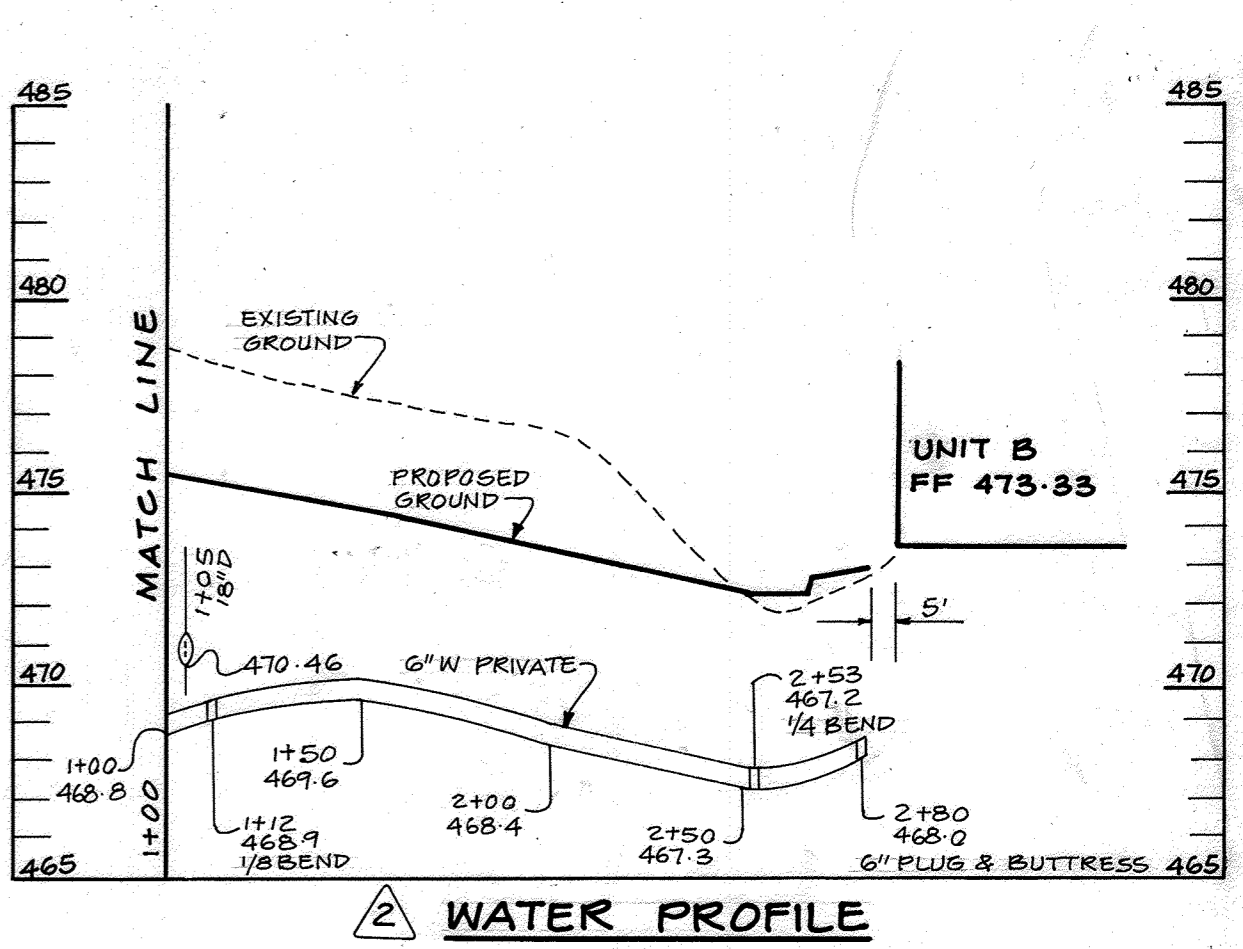 485
485
480
480
475
475
470
470
465
465
MATCH LINE
1+00
EXISTING
GROUND
PROPOSED
GROUND
UNIT B
FF 473.33
1+05
18"D
470.46
6"W PRIVATE
5'
2+53
467.2
1/4 BEND
1+00
468.8
1+12
468.9
1/8 BEND
1+50
469.6
2+00
468.4
2+50
467.3
2+80
468.0
6" PLUG & BUTTRESS
2 WATER PROFILE